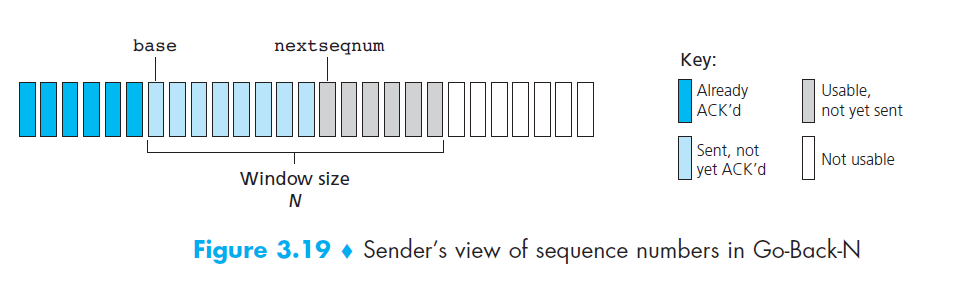 base
nextseqnum
Window size
N
Key:
Already
ACK’d
Usable,
not yet sent
Sent, not
yet ACK’d
Not usable
Figure 3.19 ♦ Sender’s view of sequence numbers in Go-Back-N